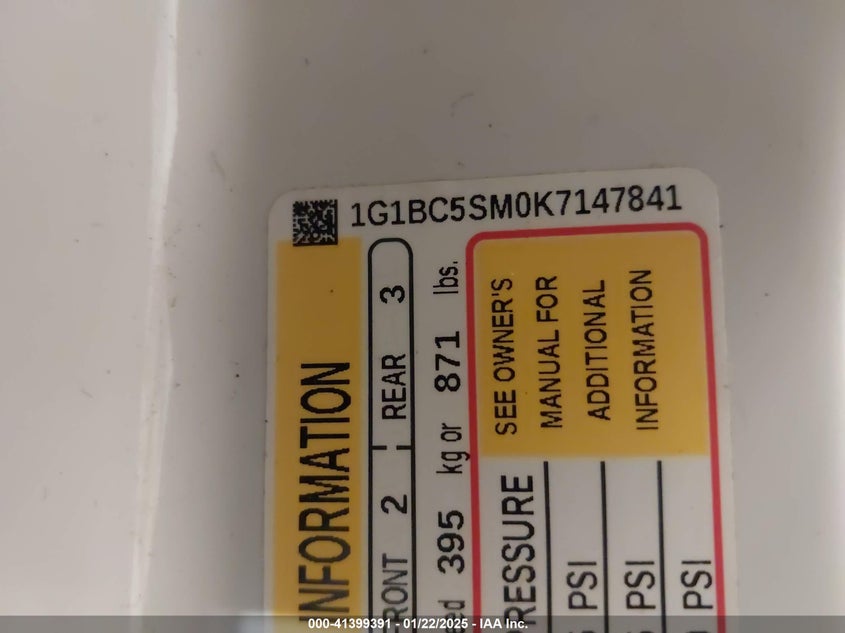 1G1BC5SM0K7147841
INFORMATION
FRONT 2 REAR 3
395 kg or 871 lbs.
PRESSURE
SEE OWNER'S
MANUAL FOR
ADDITIONAL
INFORMATION
PSI
PSI
PSI
000-41399391 - 01/22/2025 - IAA Inc.